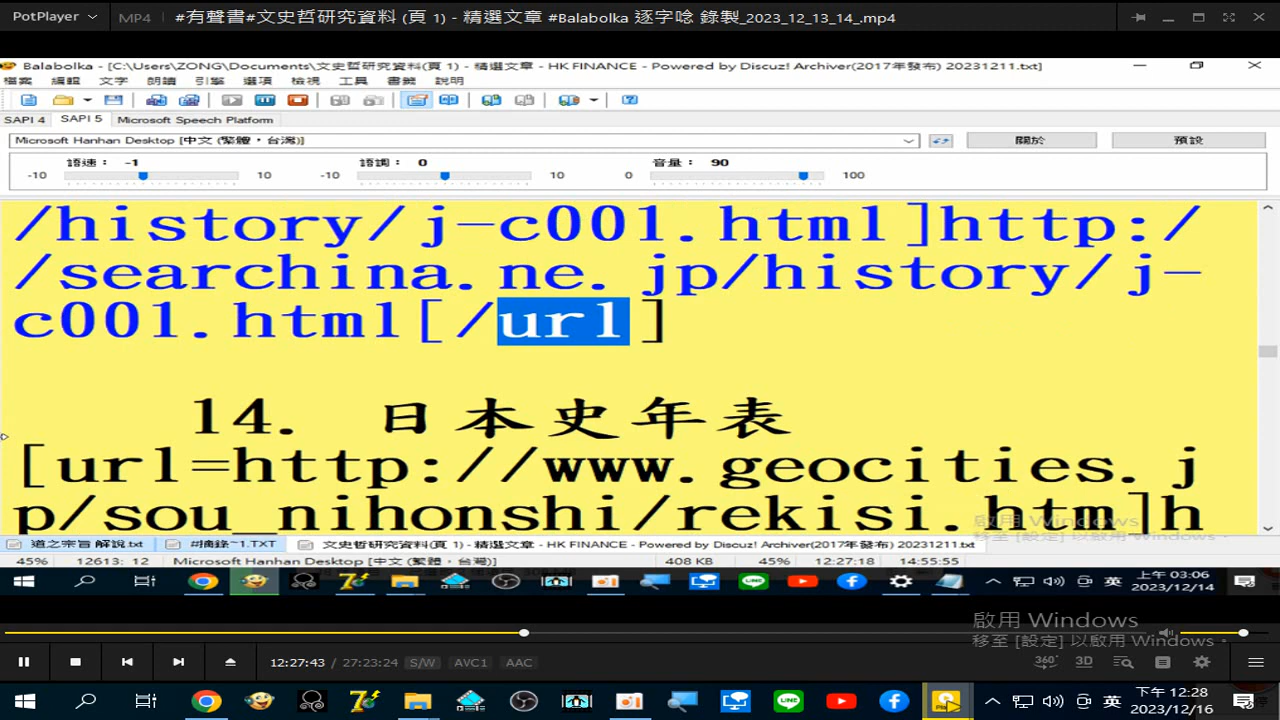 PotPlayer MP4 #有聲書#文史哲研究資料 (頁 1) - 精選文章 #Balabolka 逐字唸 錄製_2023_12_13_14_.mp4
Balabolka - [C:\Users\ZONG\Documents\文史哲研究資料(頁 1) - 精選文章 - HK FINANCE - Powered by Discuz! Archiver(2017年發布) 20231211.txt]
檔案 編輯 文字 朗讀 引擎 選項 檢視 工具 書籤 說明
SAPI 4 SAPI 5 Microsoft Speech Platform
Microsoft Hanhan Desktop [中文 (繁體，台灣)] 關於 預設
語速： -1 語調： 0 音量： 90
-10 10 -10 10 0 100
/history/j-c001.html]http:/
/searchina.ne.jp/history/j-
c001.html[/url]
14. 日本史年表
[url=http://www.geocities.j
p/sou_nihonshi/rekisi.htm]h
啟用 Windows
移至 [設定] 以啟用 Windows。
道之宗旨 解說.txt #摘錄~1.TXT 文史哲研究資料(頁 1) - 精選文章 - HK FINANCE - Powered by Discuz! Archiver(2017年發布) 20231211.txt
45% 12613: 12 Microsoft Hanhan Desktop [中文 (繁體，台灣)] 408 KB 45% 12:27:18 14:55:55
英 上午 03:06
2023/12/14
啟用 Windows
移至 [設定] 以啟用 Windows。
12:27:43 / 27:23:24 S/W AVC1 AAC 360° 3D
英 下午 12:28
2023/12/16